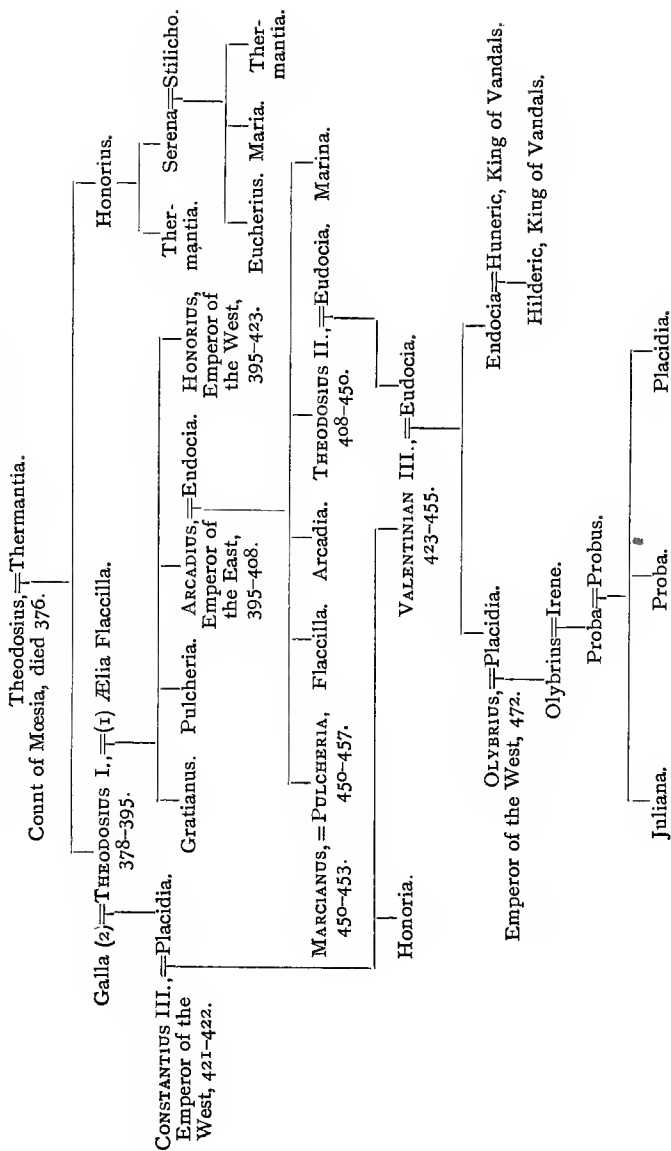 Theodosius,=Thermantia.
Count of Mœsia, died 376.
Galla (2)=THEODOSIUS I.,=(1) Ælia Flaccilla.
378–395.
Honorius.
CONSTANTIUS III.,=Placidia.
Emperor of the
West, 421–422.
Gratianus. Pulcheria. ARCADIUS,=Eudocia. HONORIUS,
Emperor of
the East,
395–408.
Emperor of
the West,
395–423.
Ther-
mantia.
Serena=Stilicho.
Eucherius. Maria. Ther-
mantia.
MARCIANUS,=PULCHERIA, Flaccilla. Arcadia. THEODOSIUS II.,=Eudocia. Marina.
450–453. 450–457. 408–450.
Honoria. VALENTINIAN III.,=Eudocia.
423–455.
OLYBRIUS,=Placidia. Endocia=Huneric, King of Vandals.
Emperor of the West, 472.
Hilderic, King of Vandals.
Olybrius=Irene.
Proba=Probus.
Juliana. Proba. Placidia.